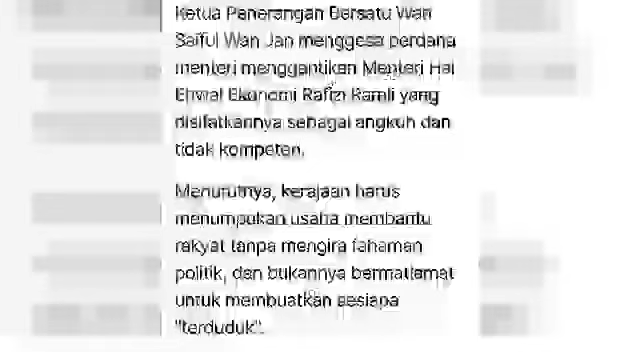 Ketua Penerangan Bersatu Wan
Saiful Wan Jan menggesa perdana
menteri menggantikan Menteri Hal
Ehwal Ekonomi Rafizi Ramli yang
disifatkannya sebagai angkuh dan
tidak kompeten.
Menurutnya, kerajaan harus
menumpukan usaha membantu
rakyat tanpa mengira fahaman
politik, dan bukannya bermatlamat
untuk membuatkan sesiapa
"terduduk".